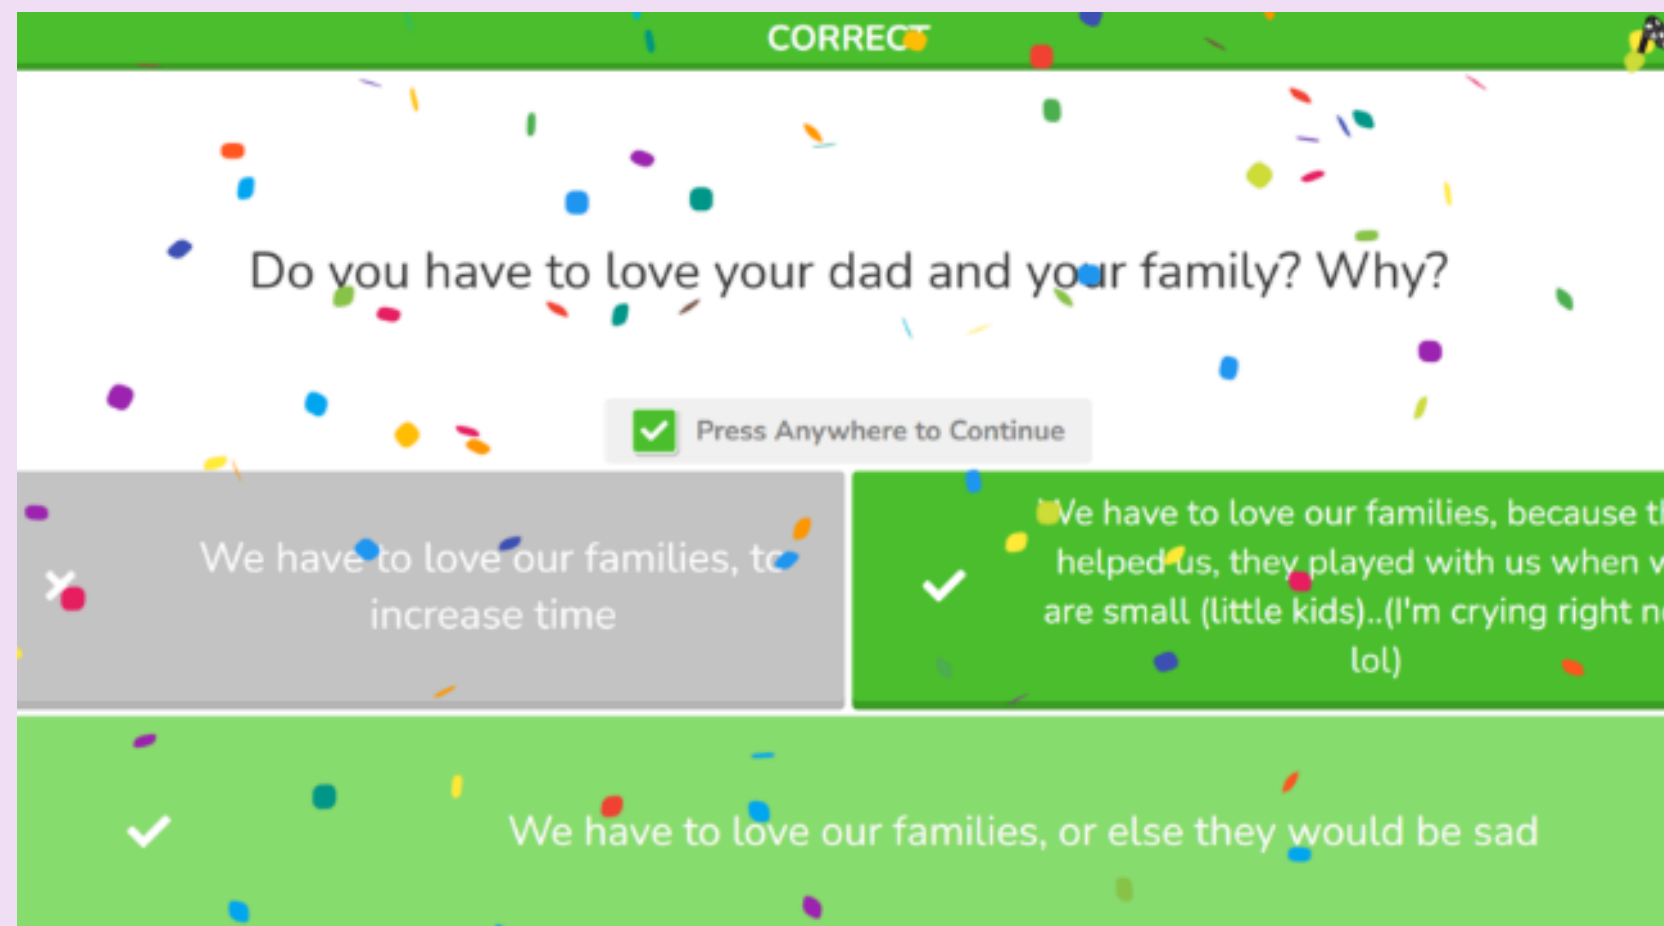 CORRECT
Do you have to love your dad and your family? Why?
Press Anywhere to Continue
We have to love our families, to
increase time
We have to love our families, because
helped us, they played with us when
are small (little kids)..(I'm crying right
lol)
We have to love our families, or else they would be sad